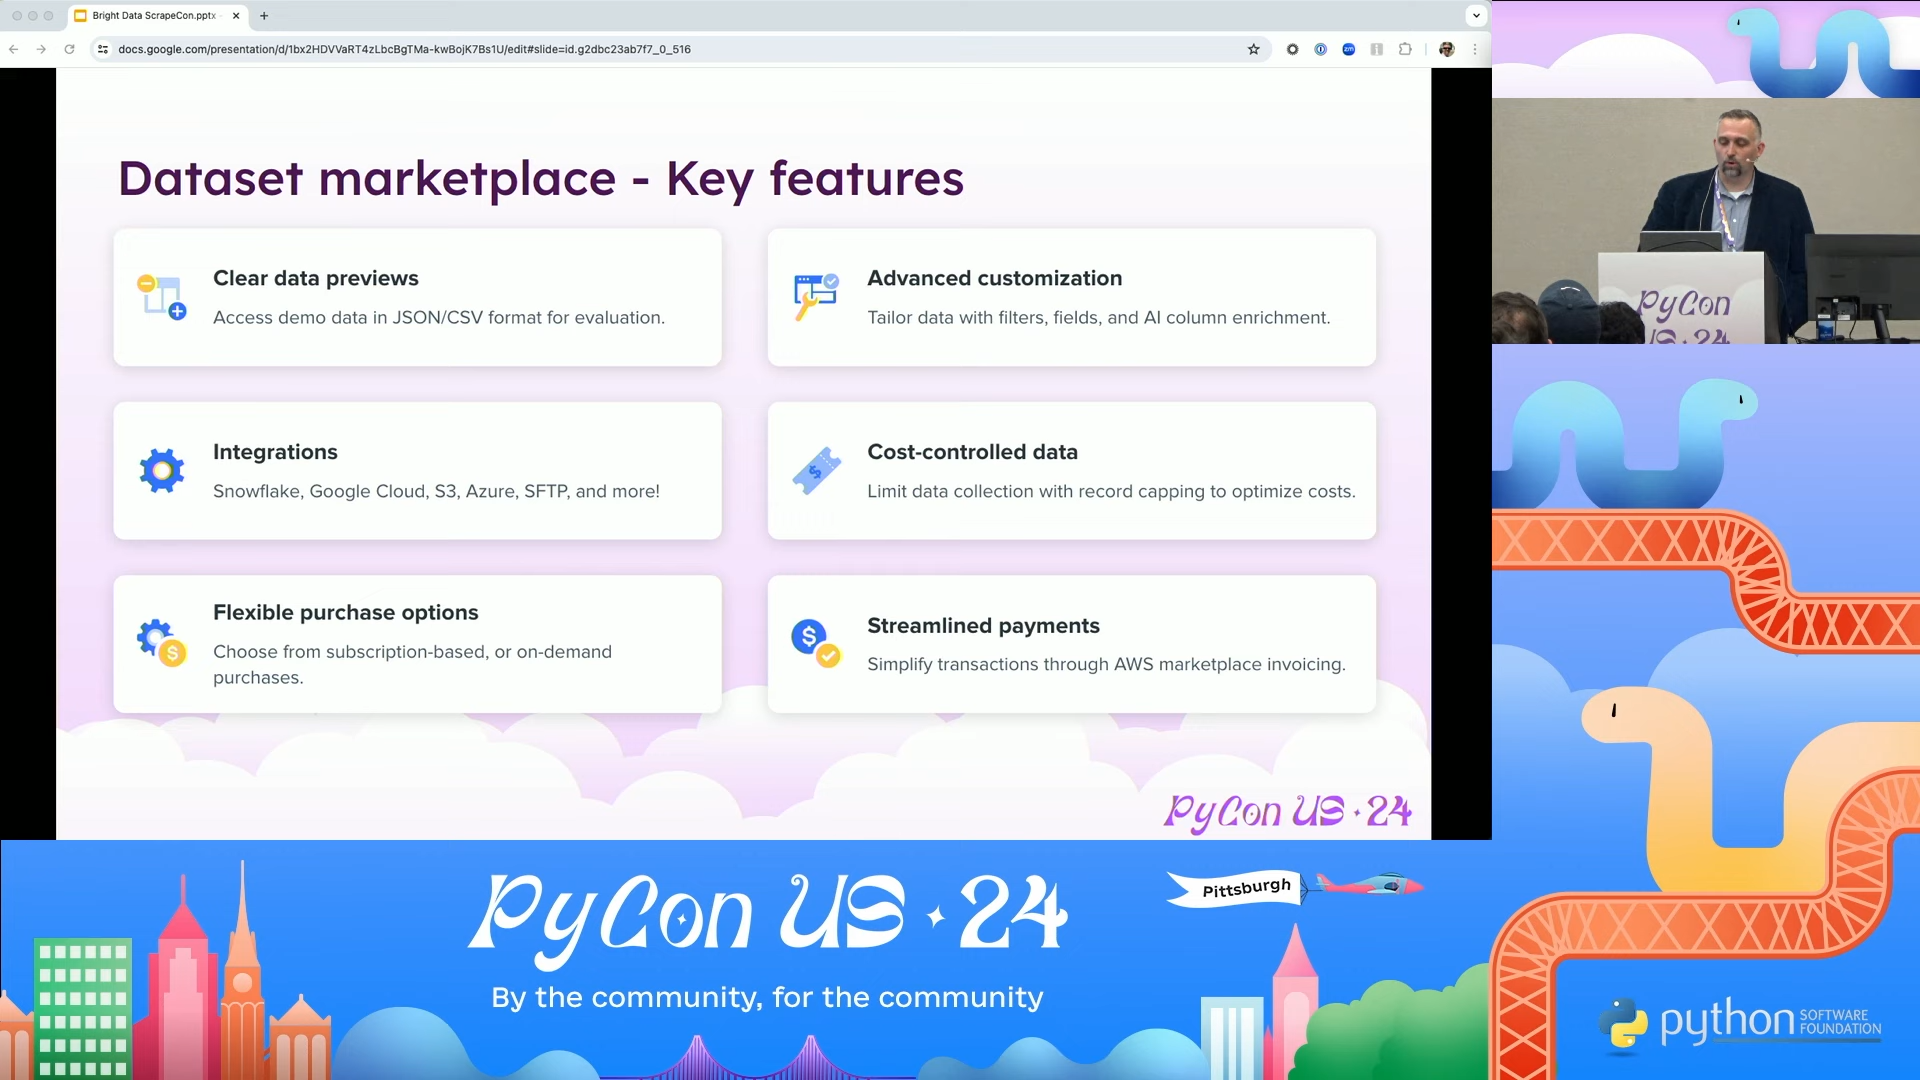 Bright Data ScrapeCon.pptx
docs.google.com/presentation/d/1bx2HDVVaRT4zLbcBgTMa-kwBojK7Bs1U/edit#slide=id.g2dbc23ab7f7_0_516
Dataset marketplace - Key features
Clear data previews
Access demo data in JSON/CSV format for evaluation.
Advanced customization
Tailor data with filters, fields, and AI column enrichment.
Integrations
Snowflake, Google Cloud, S3, Azure, SFTP, and more!
Cost-controlled data
Limit data collection with record capping to optimize costs.
Flexible purchase options
Choose from subscription-based, or on-demand
purchases.
Streamlined payments
Simplify transactions through AWS marketplace invoicing.
PyCon US 24
PyCon
US 24
PyCon US 24
By the community, for the community
Pittsburgh
python
SOFTWARE
FOUNDATION